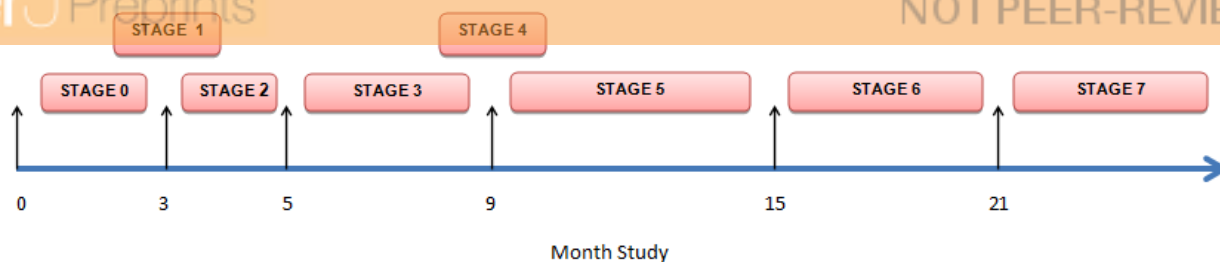 Preprints
NOT PEER-REVIE
STAGE 1
STAGE 4
STAGE 0
STAGE 2
STAGE 3
STAGE 5
STAGE 6
STAGE 7
0 3 5 9 15 21
Month Study